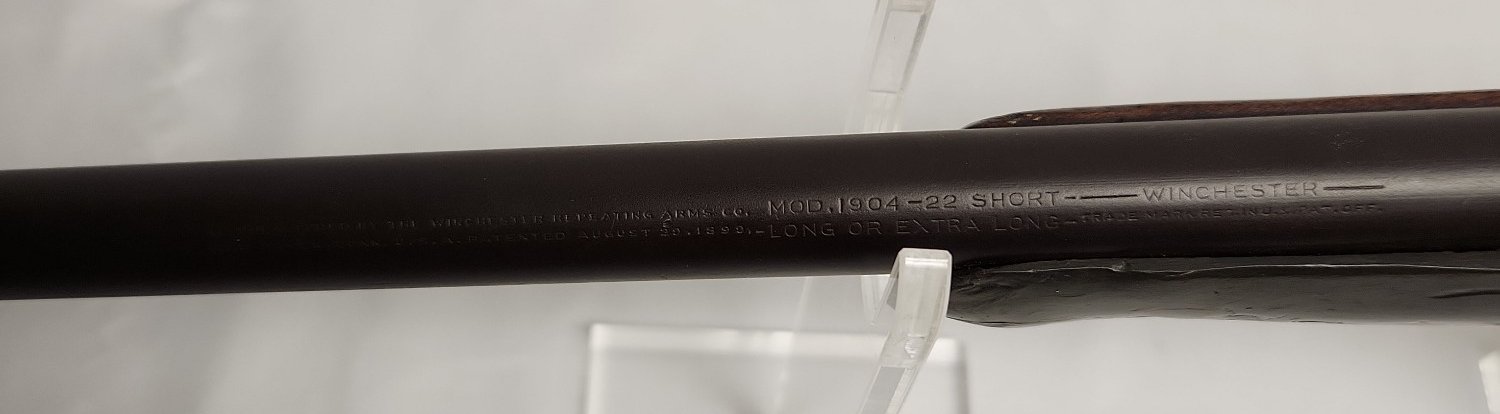 BY THE WINCHESTER REPEATING ARMS CO. MOD. 1904-22 SHORT-- —WINCHESTER—
U.S.A. PATENTED AUGUST 29, 1899.-LONG OR EXTRA LONG- TRADE MARK REG. IN U.S. PAT. OFF.